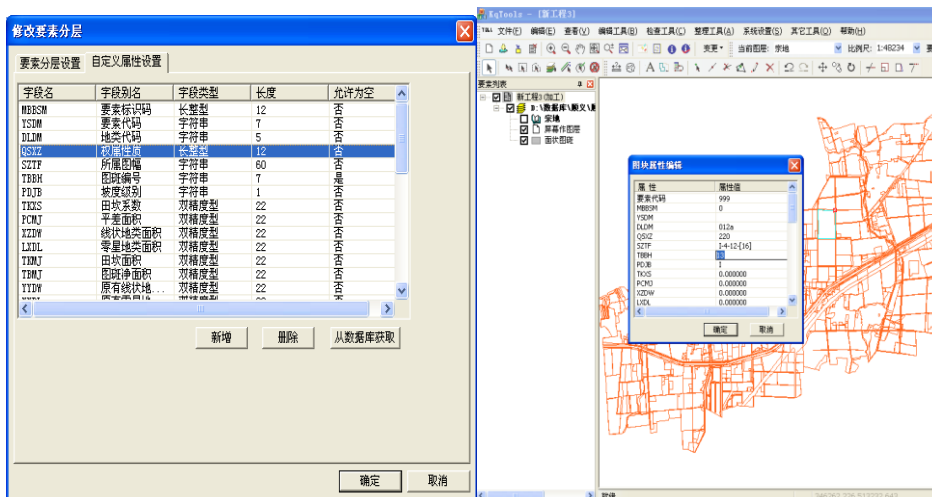 修改要素分层
要素分层设置 自定义属性设置
字段名 字段别名 字段类型 长度 允许为空
MBBSM 要素标识码 长整型 12 否
YSDM 要素代码 字符串 7 否
DLDM 地类代码 字符串 5 否
QSXZ 权属性质 长整型 12 否
SZTF 所属图幅 字符串 60 否
TBBH 图斑编号 字符串 7 是
PDJB 坡度级别 字符串 1 否
TKXS 田坎系数 双精度型 22 否
PCMJ 平差面积 双精度型 22 否
XZDW 线状地类面积 双精度型 22 否
LXDL 零星地类面积 双精度型 22 否
TKMJ 田坎面积 双精度型 22 否
TBMJ 图斑净面积 双精度型 22 否
YYDW 原有线状地... 双精度型 22 否
新增 删除 从数据库获取
确定 取消
KqTools - [新工程3]
文件(F) 编辑(E) 查看(V) 编辑工具(B) 检查工具(C) 整理工具(A) 系统设置(S) 其它工具(O) 帮助(H)
变更 当前图层: 宗地 比例尺: 1:48234
要素列表
新工程3(加工)
D:\数据库\顺义\
宗地
屏幕作图层
面状图斑
图块属性编辑
属 性 属性值
要素代码 999
MBBSM 0
YSDM
DLDM 012a
QSXZ 220
SZTF I-4-12-[16]
TBBH
PDJB I
TKXS 0.000000
PCMJ 0.000000
XZDW 0.000000
LXDL 0.000000
确定 取消